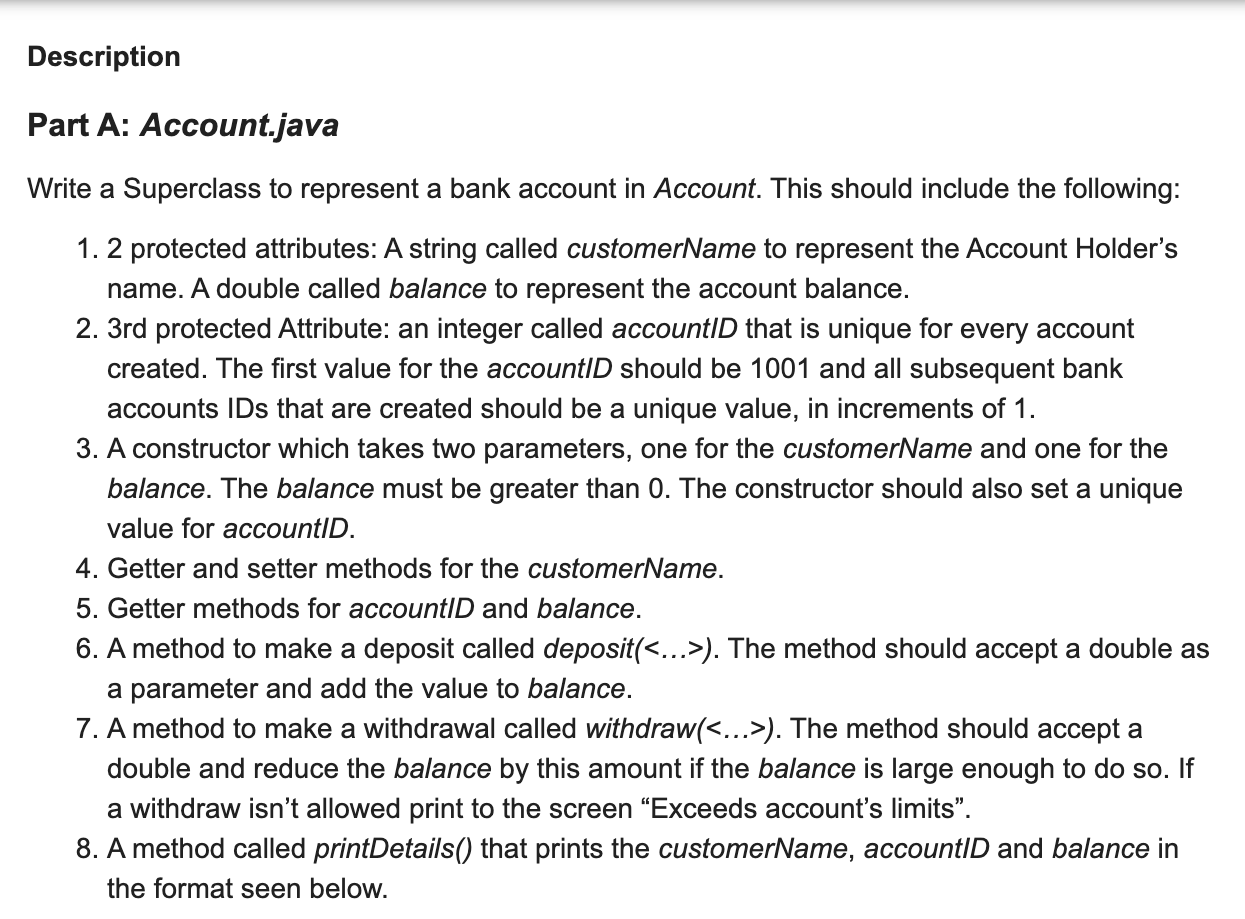 Description
Part A: Account.java
Write a Superclass to represent a bank account in Account. This should include the following:
1. 2 protected attributes: A string called customerName to represent the Account Holder’s
name. A double called balance to represent the account balance.
2. 3rd protected Attribute: an integer called accountID that is unique for every account
created. The first value for the accountID should be 1001 and all subsequent bank
accounts IDs that are created should be a unique value, in increments of 1.
3. A constructor which takes two parameters, one for the customerName and one for the
balance. The balance must be greater than 0. The constructor should also set a unique
value for accountID.
4. Getter and setter methods for the customerName.
5. Getter methods for accountID and balance.
6. A method to make a deposit called deposit(<...>). The method should accept a double as
a parameter and add the value to balance.
7. A method to make a withdrawal called withdraw(<...>). The method should accept a
double and reduce the balance by this amount if the balance is large enough to do so. If
a withdraw isn’t allowed print to the screen “Exceeds account’s limits”.
8. A method called printDetails() that prints the customerName, accountID and balance in
the format seen below.